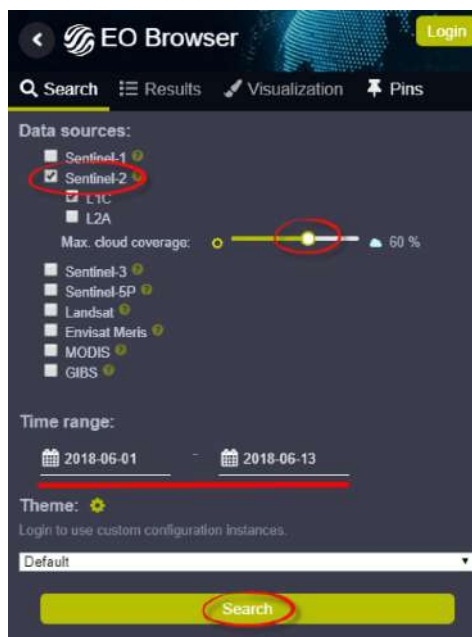 EO Browser
Login
Search Results Visualization Pins
Data sources:
Sentinel-1
Sentinel-2
L1C
L2A
Max. cloud coverage: 60 %
Sentinel-3
Sentinel-5P
Landsat
Envisat Meris
MODIS
GIBS
Time range:
2018-06-01 - 2018-06-13
Theme:
Login to use custom configuration instances.
Default
Search